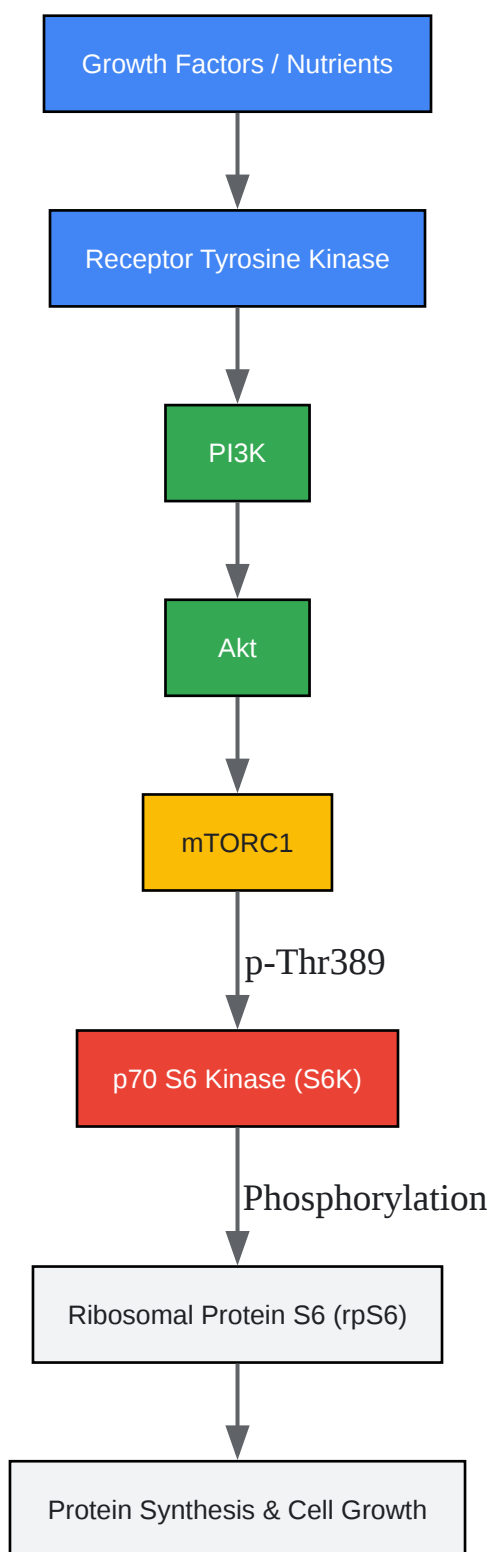 Growth Factors / Nutrients
Receptor Tyrosine Kinase
PI3K
Akt
mTORC1
p-Thr389
p70 S6 Kinase (S6K)
Phosphorylation
Ribosomal Protein S6 (rpS6)
Protein Synthesis & Cell Growth